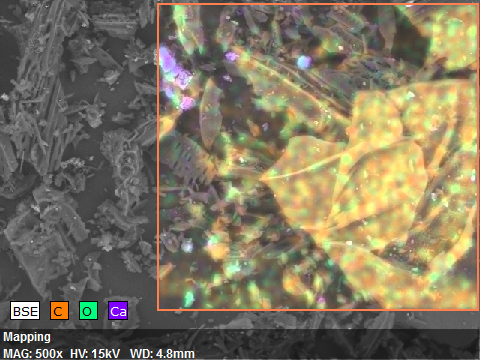 BSE C O Ca
Mapping
MAG: 500x HV: 15kV WD: 4.8mm